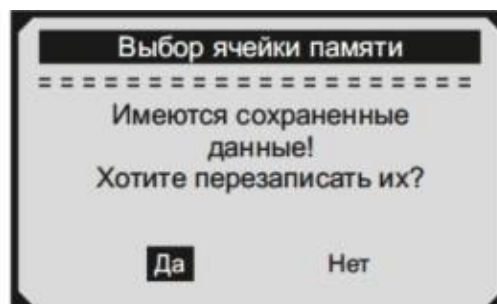 Выбор ячейки памяти
= = = = = = = = = = = = = = = = = = = = = =
Имеются сохраненные
данные!
Хотите перезаписать их?
Да Нет